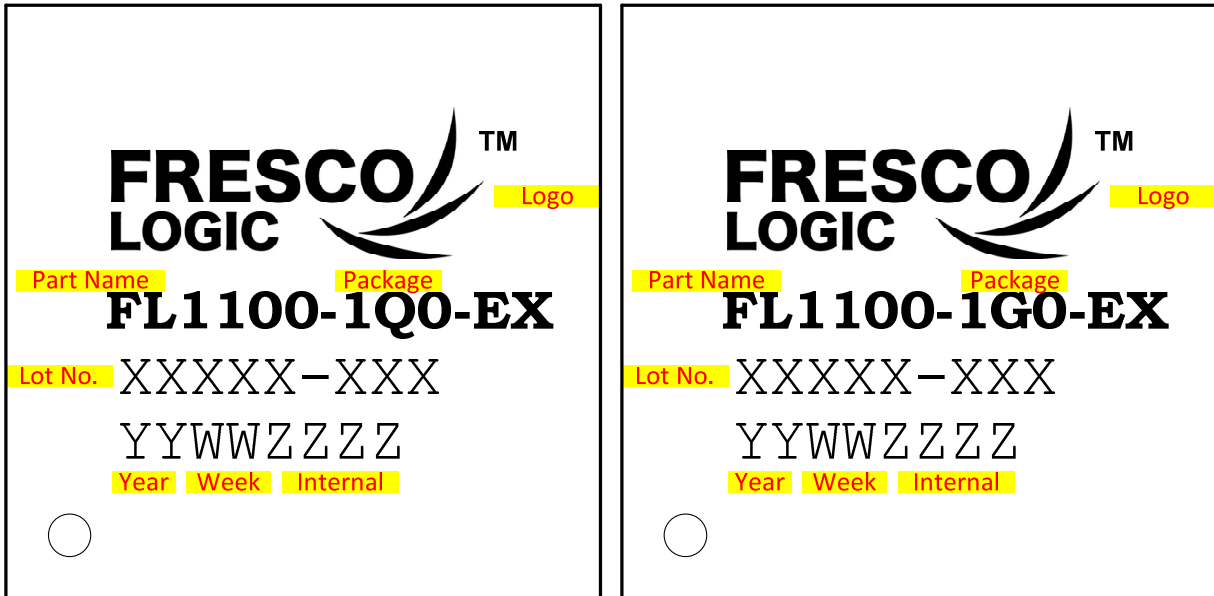 FRESCO
LOGIC
TM
Logo
Part Name
Package
FL1100-1Q0-EX
Lot No.
XXXXX-XXX
YYWWZZZZ
Year Week Internal
FRESCO
LOGIC
TM
Logo
Part Name
Package
FL1100-1G0-EX
Lot No.
XXXXX-XXX
YYWWZZZZ
Year Week Internal